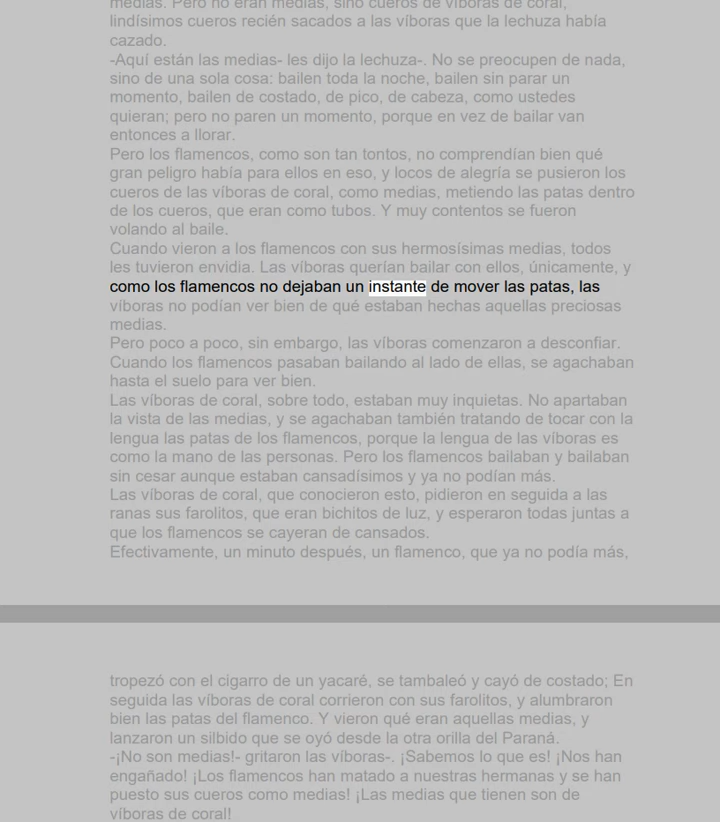 medias. Pero no eran medias, sino cueros de víboras de coral,
lindísimos cueros recién sacados a las víboras que la lechuza había
cazado.
-Aquí están las medias- les dijo la lechuza-. No se preocupen de nada,
sino de una sola cosa: bailen toda la noche, bailen sin parar un
momento, bailen de costado, de pico, de cabeza, como ustedes
quieran; pero no paren un momento, porque en vez de bailar van
entonces a llorar.
Pero los flamencos, como son tan tontos, no comprendían bien qué
gran peligro había para ellos en eso, y locos de alegría se pusieron los
cueros de las víboras de coral, como medias, metiendo las patas dentro
de los cueros, que eran como tubos. Y muy contentos se fueron
volando al baile.
Cuando vieron a los flamencos con sus hermosísimas medias, todos
les tuvieron envidia. Las víboras querían bailar con ellos, únicamente, y
como los flamencos no dejaban un instante de mover las patas, las
víboras no podían ver bien de qué estaban hechas aquellas preciosas
medias.
Pero poco a poco, sin embargo, las víboras comenzaron a desconfiar.
Cuando los flamencos pasaban bailando al lado de ellas, se agachaban
hasta el suelo para ver bien.
Las víboras de coral, sobre todo, estaban muy inquietas. No apartaban
la vista de las medias, y se agachaban también tratando de tocar con la
lengua las patas de los flamencos, porque la lengua de las víboras es
como la mano de las personas. Pero los flamencos bailaban y bailaban
sin cesar aunque estaban cansadísimos y ya no podían más.
Las víboras de coral, que conocieron esto, pidieron en seguida a las
ranas sus farolitos, que eran bichitos de luz, y esperaron todas juntas a
que los flamencos se cayeran de cansados.
Efectivamente, un minuto después, un flamenco, que ya no podía más,
tropezó con el cigarro de un yacaré, se tambaleó y cayó de costado; En
seguida las víboras de coral corrieron con sus farolitos, y alumbraron
bien las patas del flamenco. Y vieron qué eran aquellas medias, y
lanzaron un silbido que se oyó desde la otra orilla del Paraná.
-¡No son medias!- gritaron las víboras-. ¡Sabemos lo que es! ¡Nos han
engañado! ¡Los flamencos han matado a nuestras hermanas y se han
puesto sus cueros como medias! ¡Las medias que tienen son de
víboras de coral!